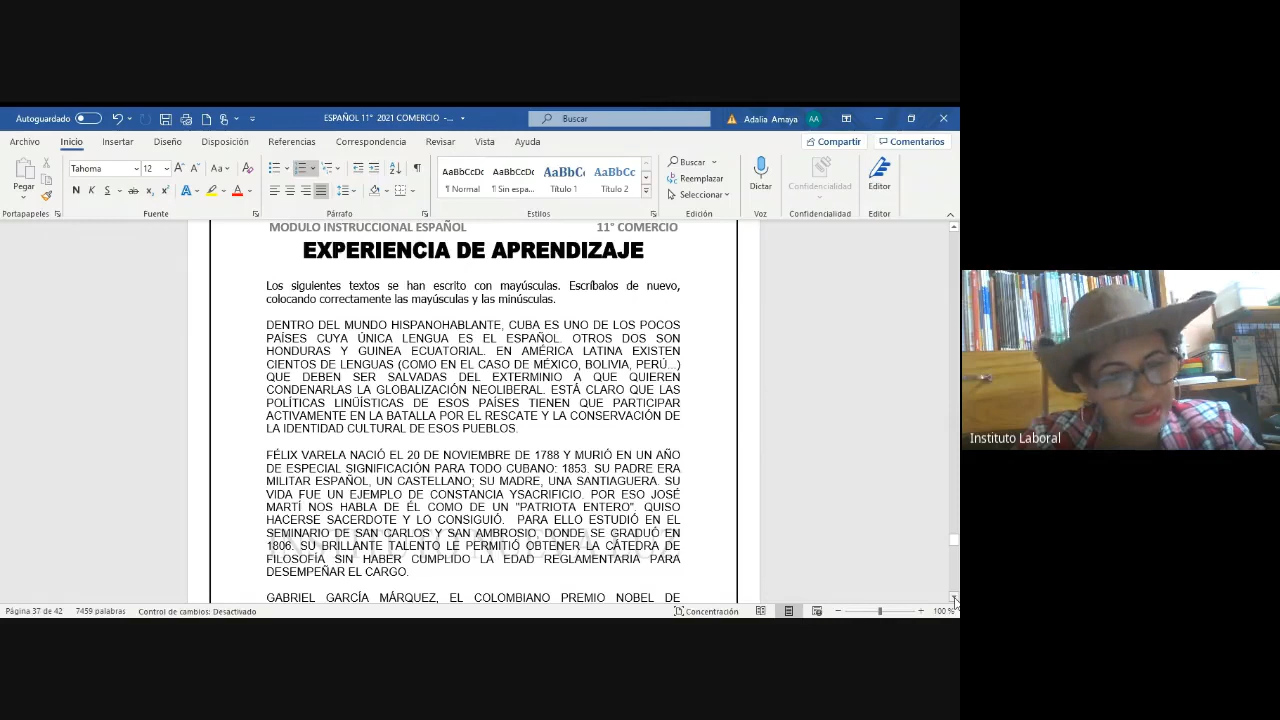 Autoguardado ESPAÑOL 11° 2021 COMERCIO -... Buscar Adalia Amaya AA
Archivo Inicio Insertar Diseño Disposición Referencias Correspondencia Revisar Vista Ayuda Compartir Comentarios
Pegar Tahoma 12 Aa AaBbCcDc AaBbCcDc AaBbC AaBbCc Buscar Reemplazar Seleccionar Dictar Confidencialidad Editor
N K S ab x₂ x² A A ¶ Normal ¶ Sin espa... Título 1 Título 2
Portapapeles Fuente Párrafo Estilos Edición Voz Confidencialidad Editor
MODULO INSTRUCCIONAL ESPAÑOL 11° COMERCIO
EXPERIENCIA DE APRENDIZAJE
Los siguientes textos se han escrito con mayúsculas. Escríbalos de nuevo,
colocando correctamente las mayúsculas y las minúsculas.
DENTRO DEL MUNDO HISPANOHABLANTE, CUBA ES UNO DE LOS POCOS
PAÍSES CUYA ÚNICA LENGUA ES EL ESPAÑOL. OTROS DOS SON
HONDURAS Y GUINEA ECUATORIAL. EN AMÉRICA LATINA EXISTEN
CIENTOS DE LENGUAS (COMO EN EL CASO DE MÉXICO, BOLIVIA, PERÚ...)
QUE DEBEN SER SALVADAS DEL EXTERMINIO A QUE QUIEREN
CONDENARLAS LA GLOBALIZACIÓN NEOLIBERAL. ESTÁ CLARO QUE LAS
POLÍTICAS LINÜÍSTICAS DE ESOS PAÍSES TIENEN QUE PARTICIPAR
ACTIVAMENTE EN LA BATALLA POR EL RESCATE Y LA CONSERVACIÓN DE
LA IDENTIDAD CULTURAL DE ESOS PUEBLOS.
FÉLIX VARELA NACIÓ EL 20 DE NOVIEMBRE DE 1788 Y MURIÓ EN UN AÑO
DE ESPECIAL SIGNIFICACIÓN PARA TODO CUBANO: 1853. SU PADRE ERA
MILITAR ESPAÑOL, UN CASTELLANO; SU MADRE, UNA SANTIAGUERA. SU
VIDA FUE UN EJEMPLO DE CONSTANCIA YSACRIFICIO. POR ESO JOSÉ
MARTÍ NOS HABLA DE ÉL COMO DE UN "PATRIOTA ENTERO". QUISO
HACERSE SACERDOTE Y LO CONSIGUIÓ. PARA ELLO ESTUDIÓ EN EL
SEMINARIO DE SAN CARLOS Y SAN AMBROSIO, DONDE SE GRADUÓ EN
1806. SU BRILLANTE TALENTO LE PERMITIÓ OBTENER LA CÁTEDRA DE
FILOSOFÍA SIN HABER CUMPLIDO LA EDAD REGLAMENTARIA PARA
DESEMPEÑAR EL CARGO.
GABRIEL GARCÍA MÁRQUEZ, EL COLOMBIANO PREMIO NOBEL DE
Página 37 de 42 7459 palabras Control de cambios: Desactivado Concentración 100 %
Instituto Laboral